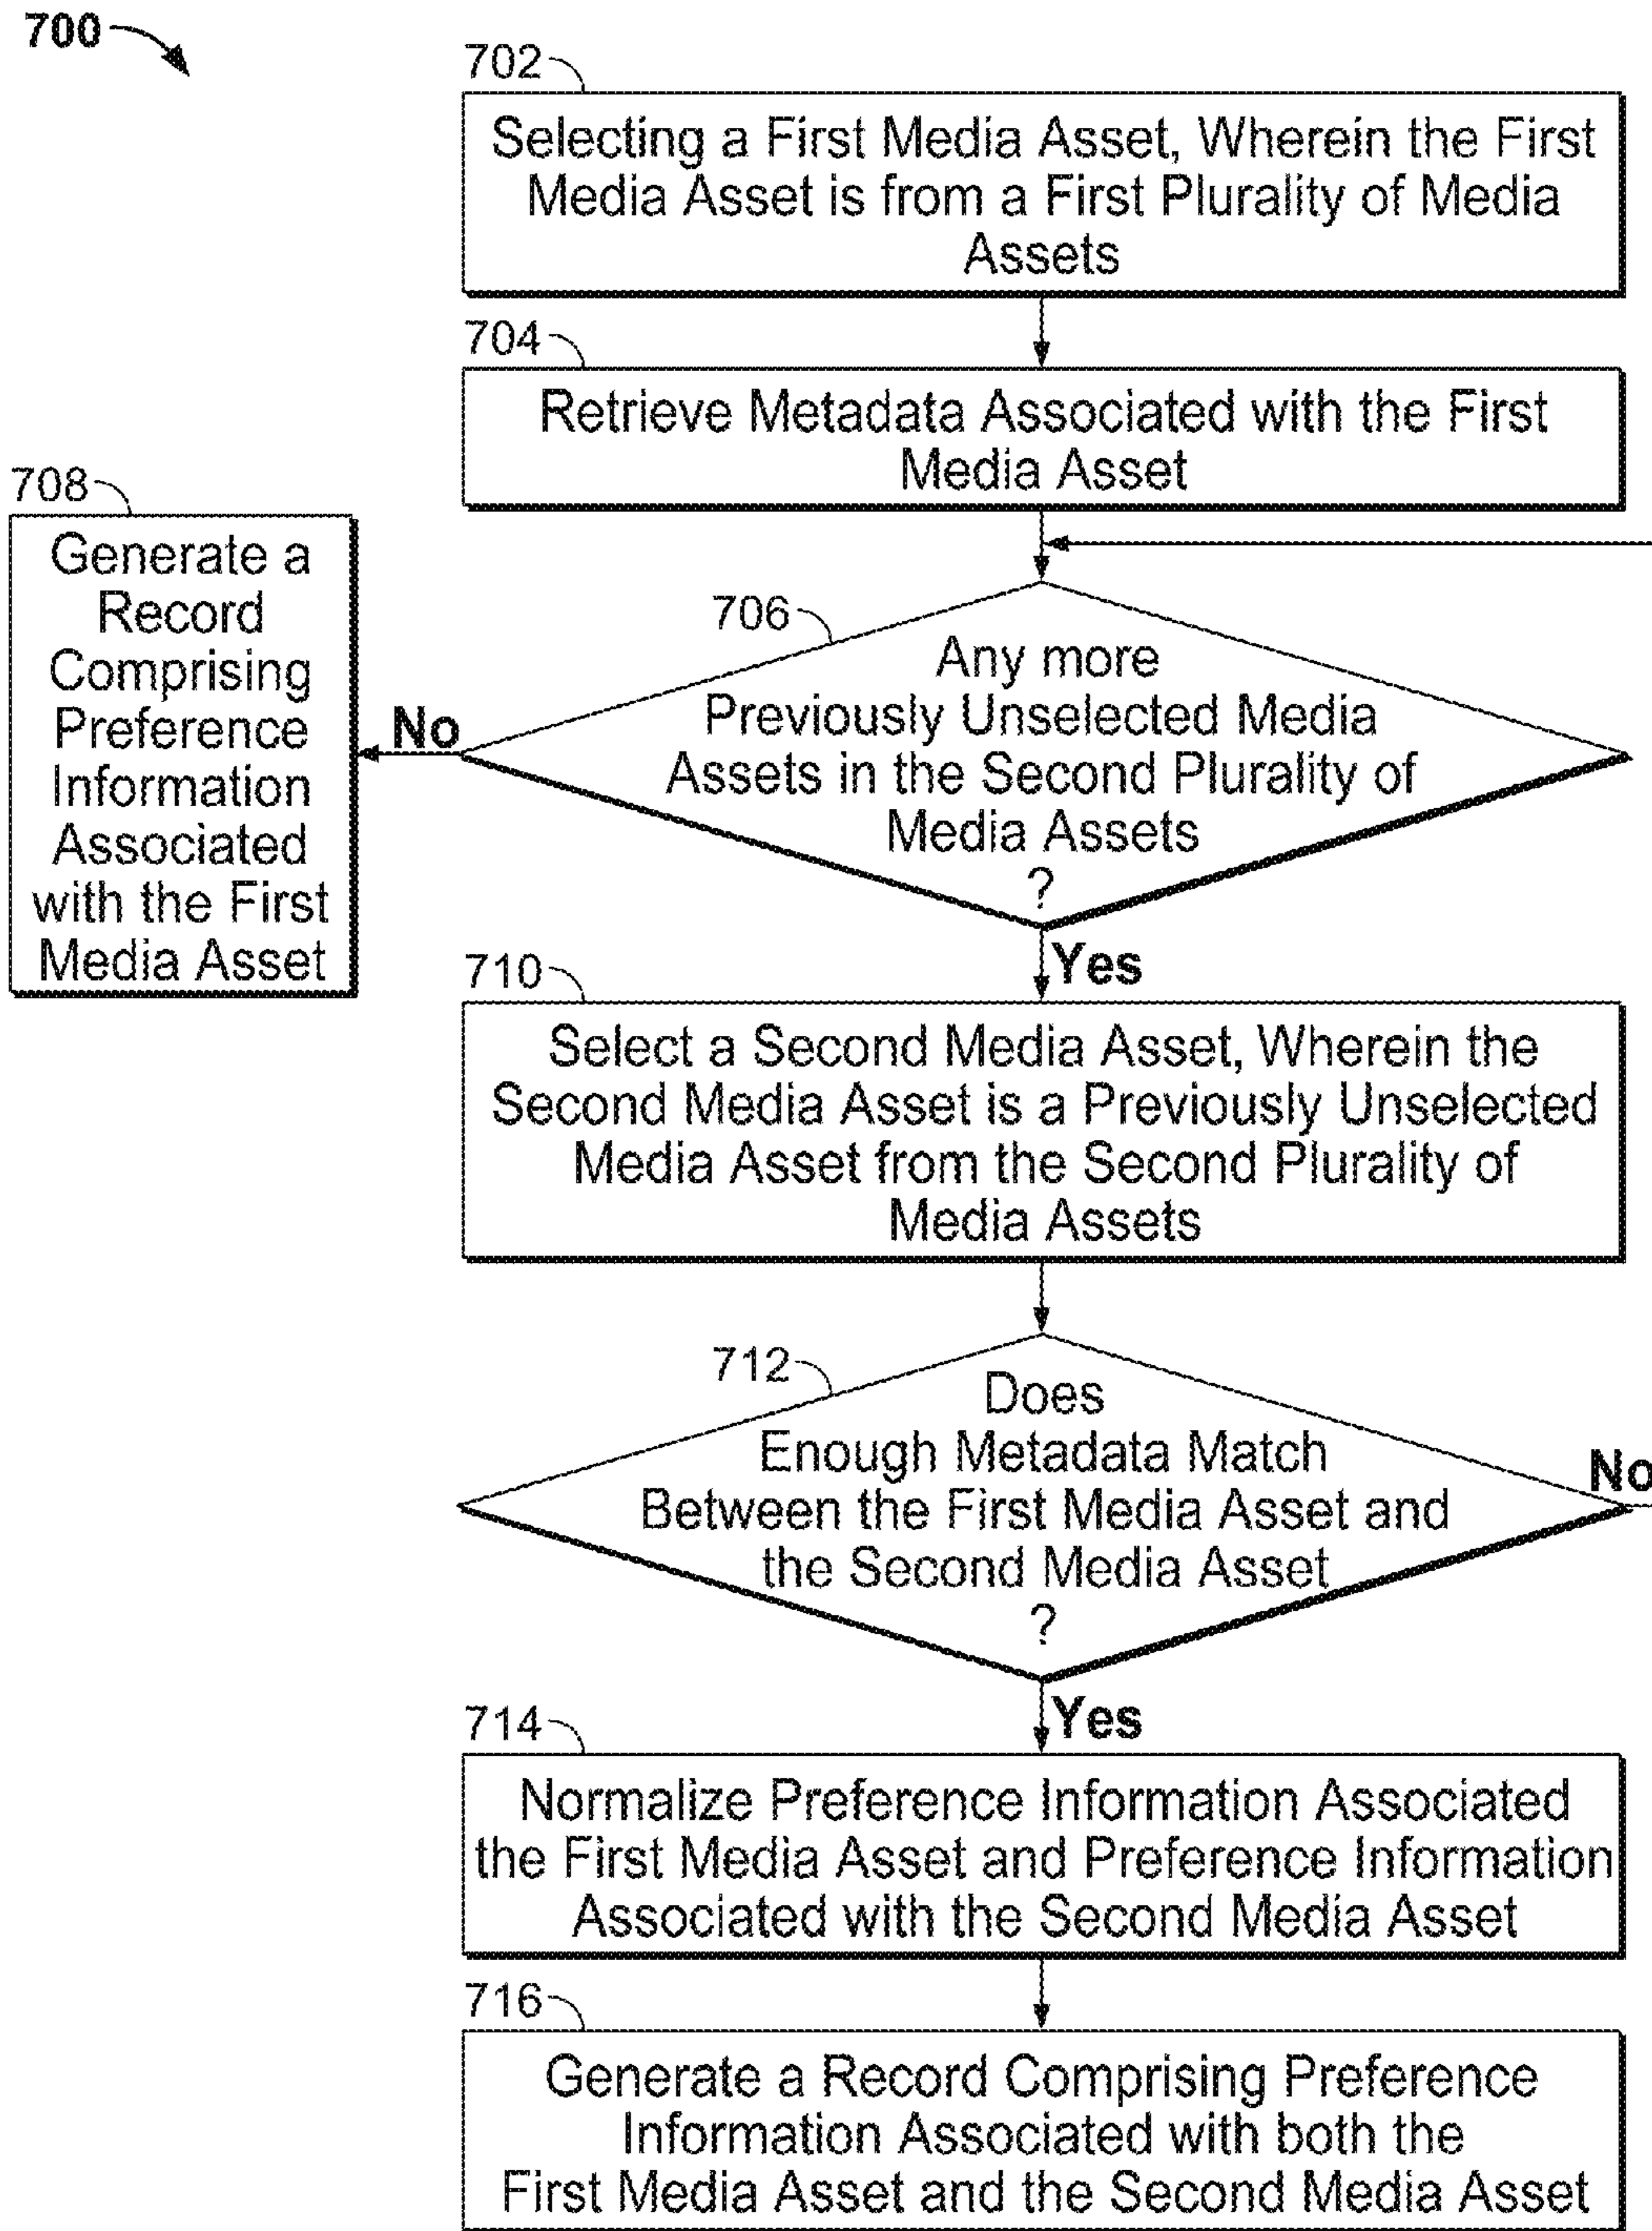 700
702
Selecting a First Media Asset, Wherein the First
Media Asset is from a First Plurality of Media
Assets
704
Retrieve Metadata Associated with the First
Media Asset
708
Generate a
Record
Comprising
Preference
Information
Associated
with the First
Media Asset
706
Any more
Previously Unselected Media
Assets in the Second Plurality of
Media Assets
?
No
Yes
710
Select a Second Media Asset, Wherein the
Second Media Asset is a Previously Unselected
Media Asset from the Second Plurality of
Media Assets
712
Does
Enough Metadata Match
Between the First Media Asset and
the Second Media Asset
?
No
Yes
714
Normalize Preference Information Associated
the First Media Asset and Preference Information
Associated with the Second Media Asset
716
Generate a Record Comprising Preference
Information Associated with both the
First Media Asset and the Second Media Asset